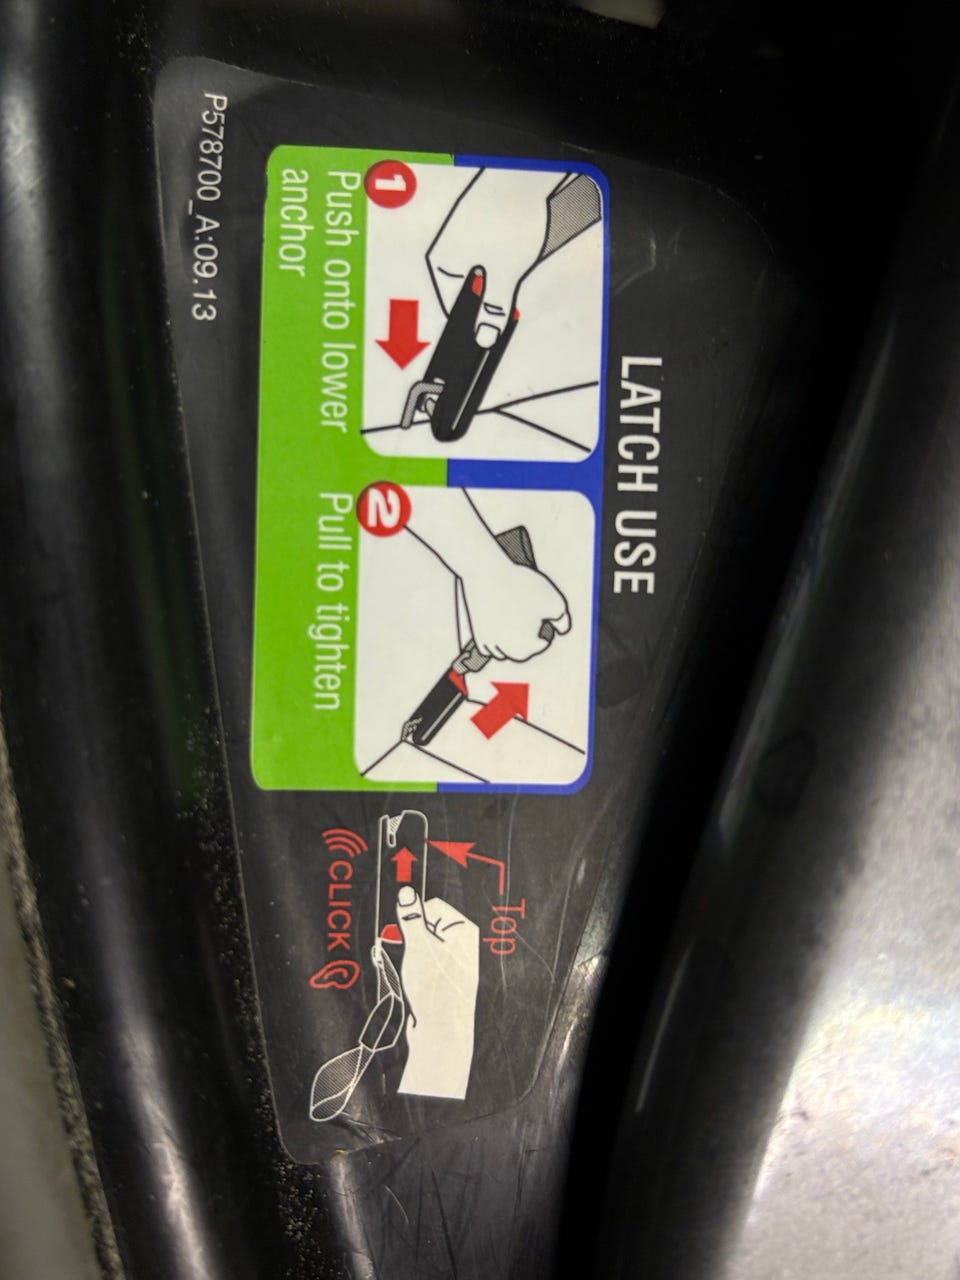 LATCH USE
1
Push onto lower
anchor
2
Pull to tighten
Top
CLICK
P578700_A:09.13